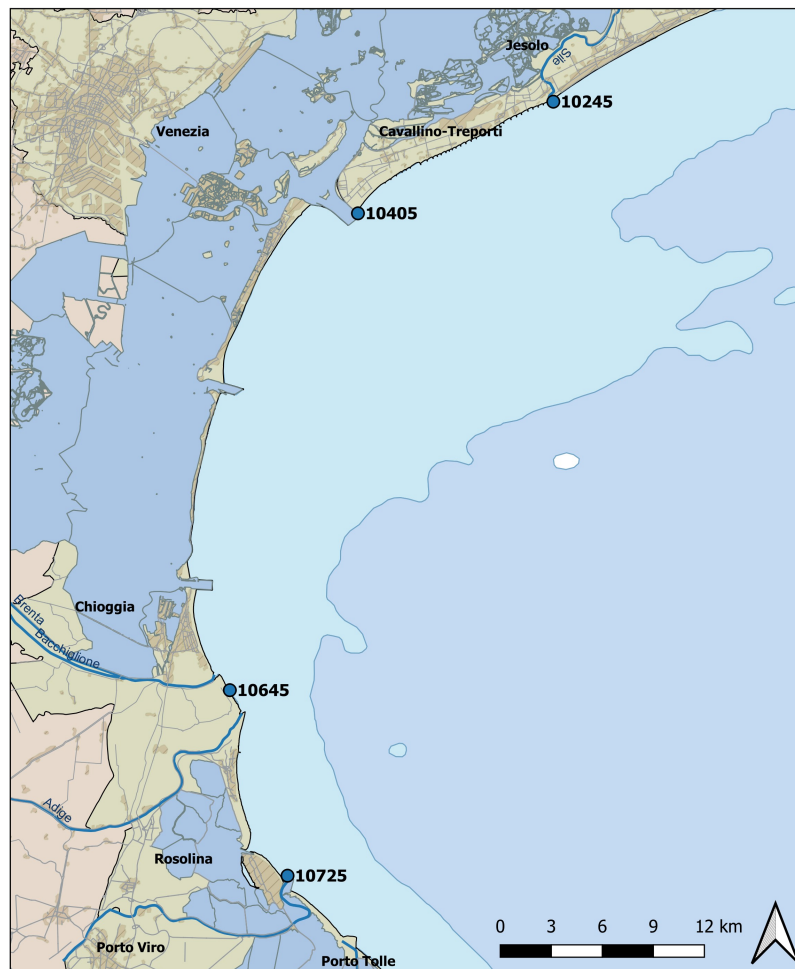 Jesolo
Sile
10245
Venezia
Cavallino-Treporti
10405
Chioggia
Brenta
Bacchiglione
10645
Adige
Rosolina
10725
0 3 6 9 12 km
Porto Viro
Porto Tolle